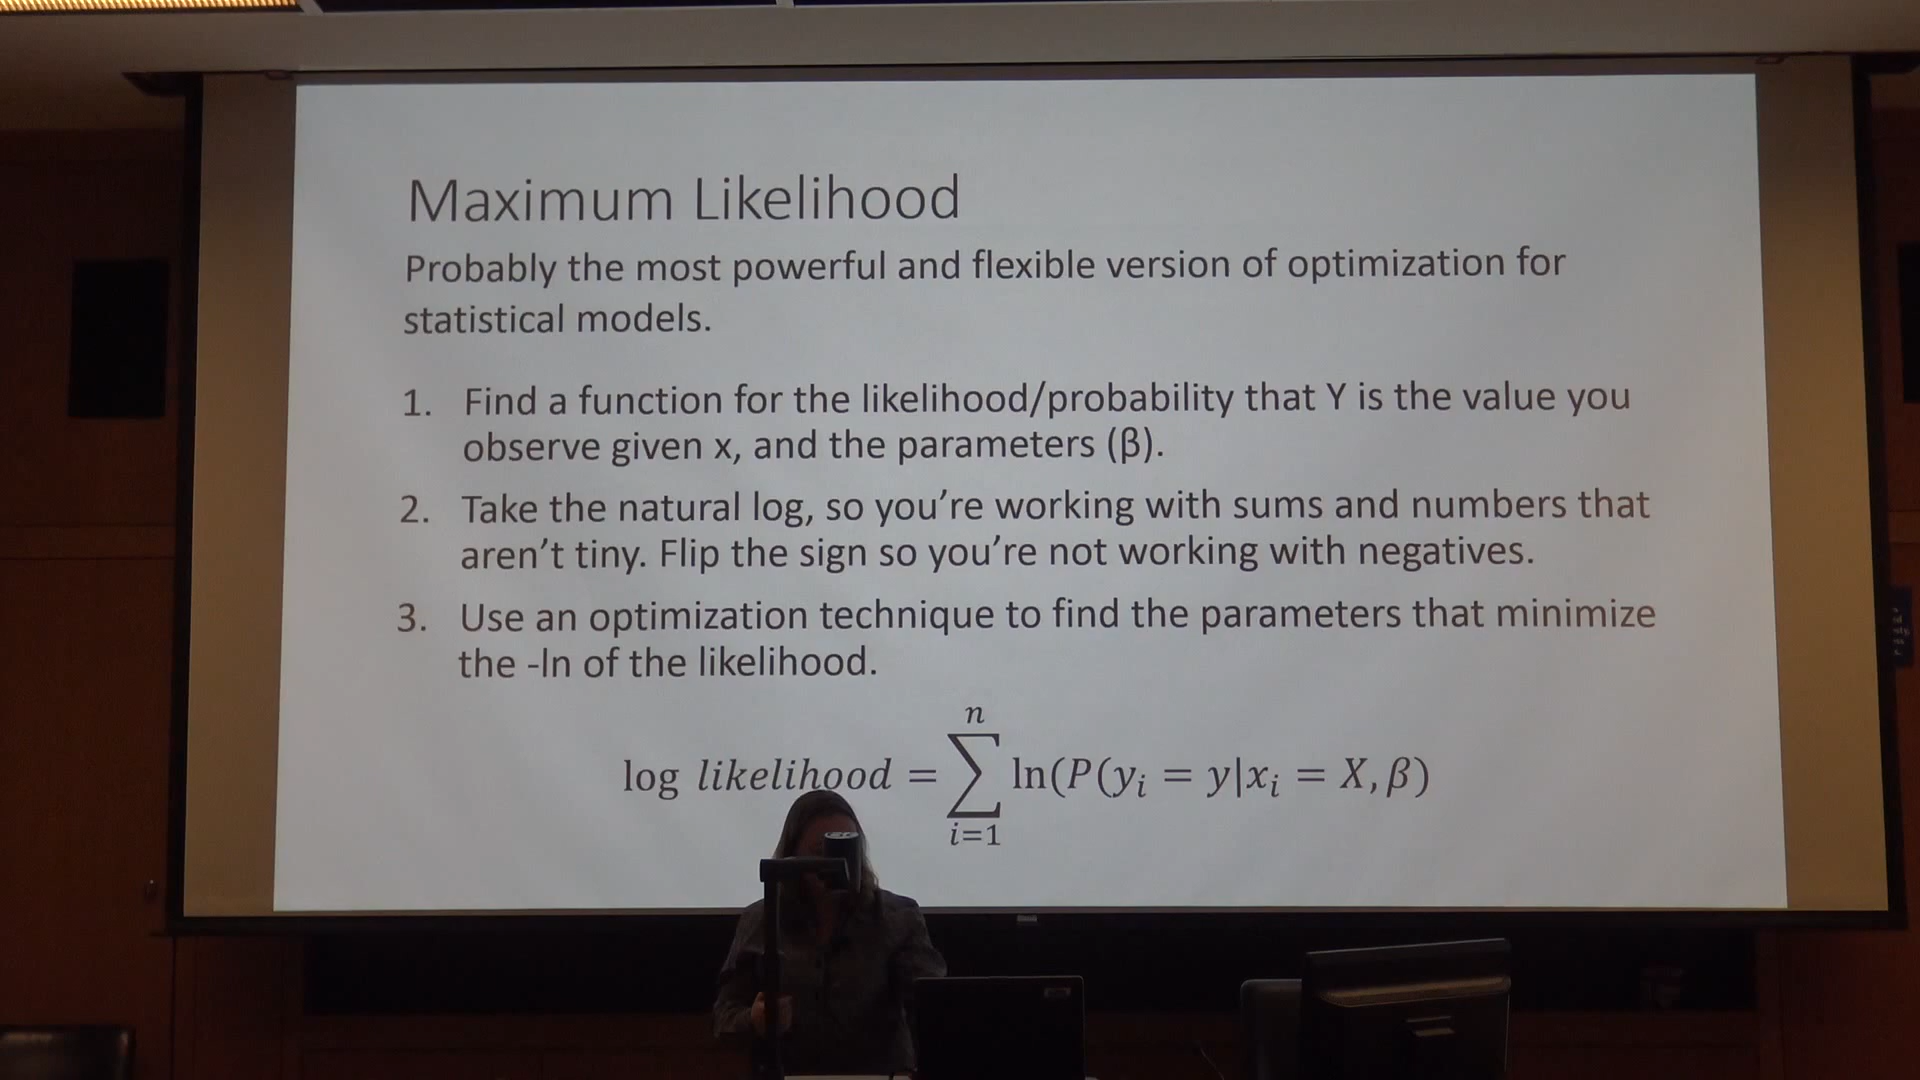 Maximum Likelihood
Probably the most powerful and flexible version of optimization for
statistical models.
1. Find a function for the likelihood/probability that Y is the value you
observe given x, and the parameters (β).
2. Take the natural log, so you’re working with sums and numbers that
aren’t tiny. Flip the sign so you’re not working with negatives.
3. Use an optimization technique to find the parameters that minimize
the -ln of the likelihood.
n
log likelihood = ∑ ln(P(yᵢ = y|xᵢ = X, β)
i=1